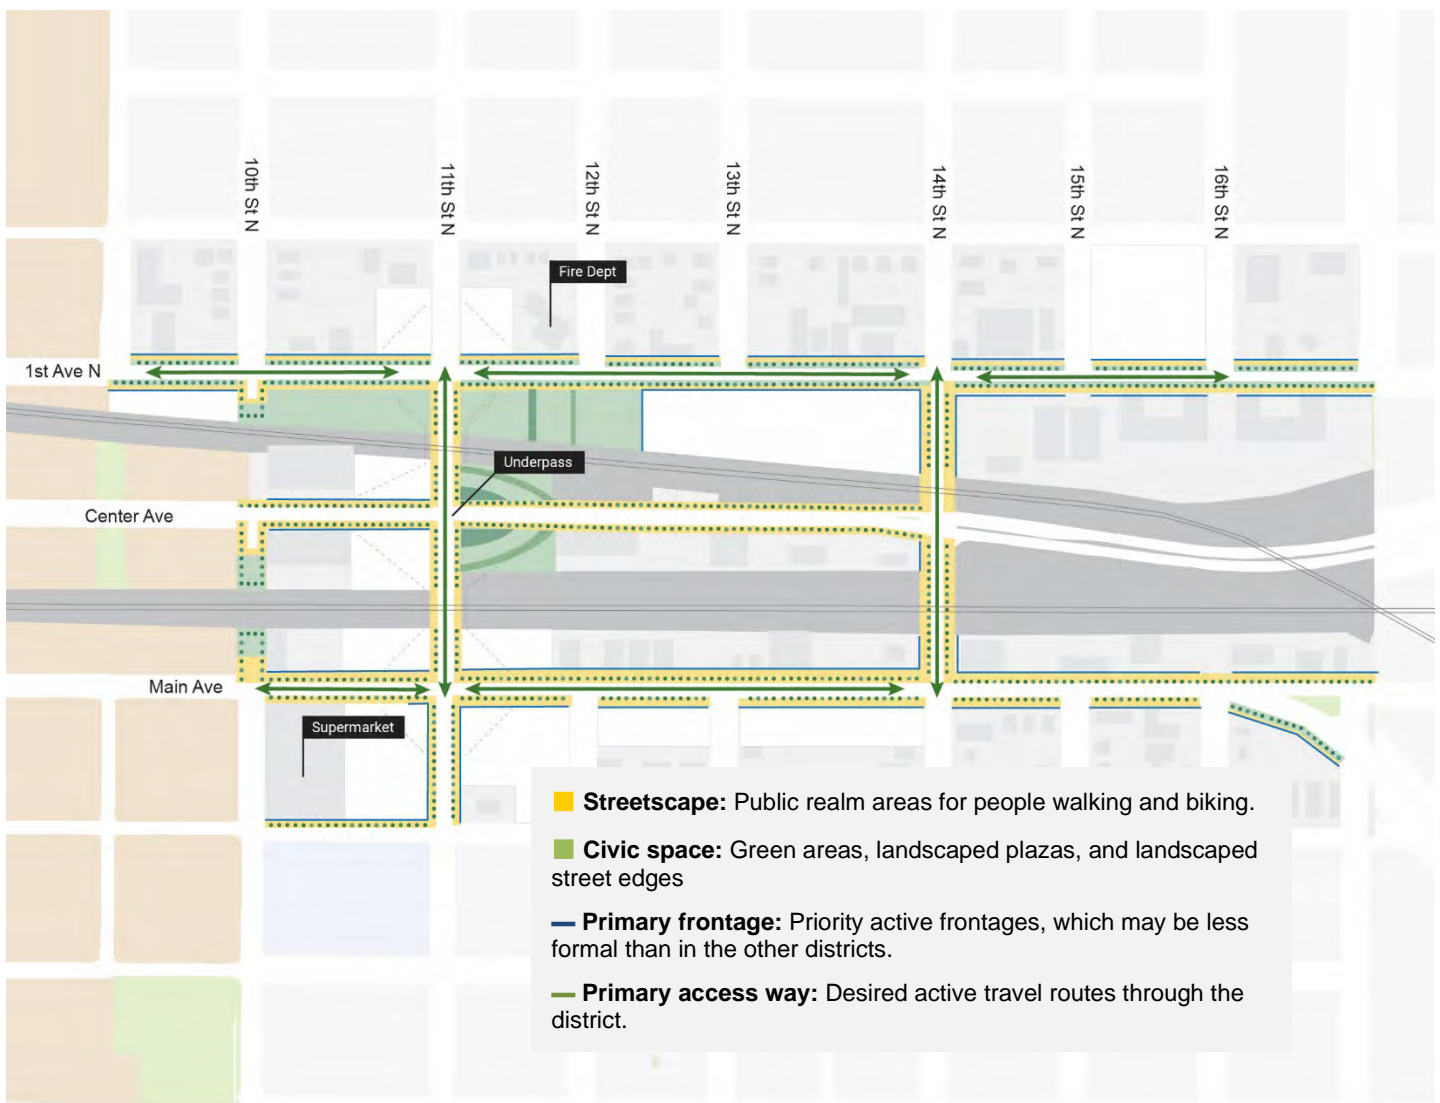 10th St N
11th St N
12th St N
13th St N
14th St N
15th St N
16th St N
Fire Dept
1st Ave N
Underpass
Center Ave
Main Ave
Supermarket
Streetscape: Public realm areas for people walking and biking.
Civic space: Green areas, landscaped plazas, and landscaped
street edges
Primary frontage: Priority active frontages, which may be less
formal than in the other districts.
Primary access way: Desired active travel routes through the
district.